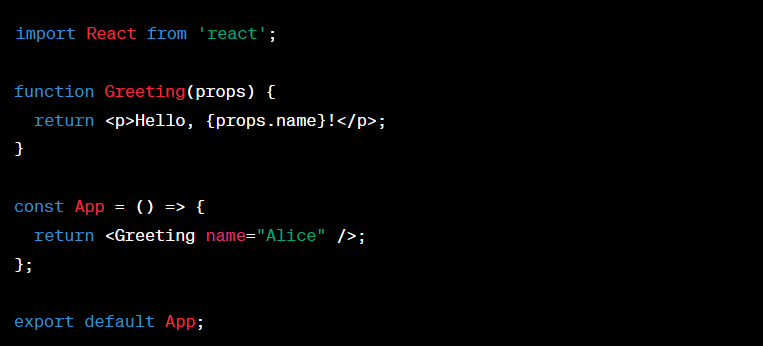 import React from 'react';
function Greeting(props) {
  return <p>Hello, {props.name}!</p>;
}
const App = () => {
  return <Greeting name="Alice" />;
};
export default App;